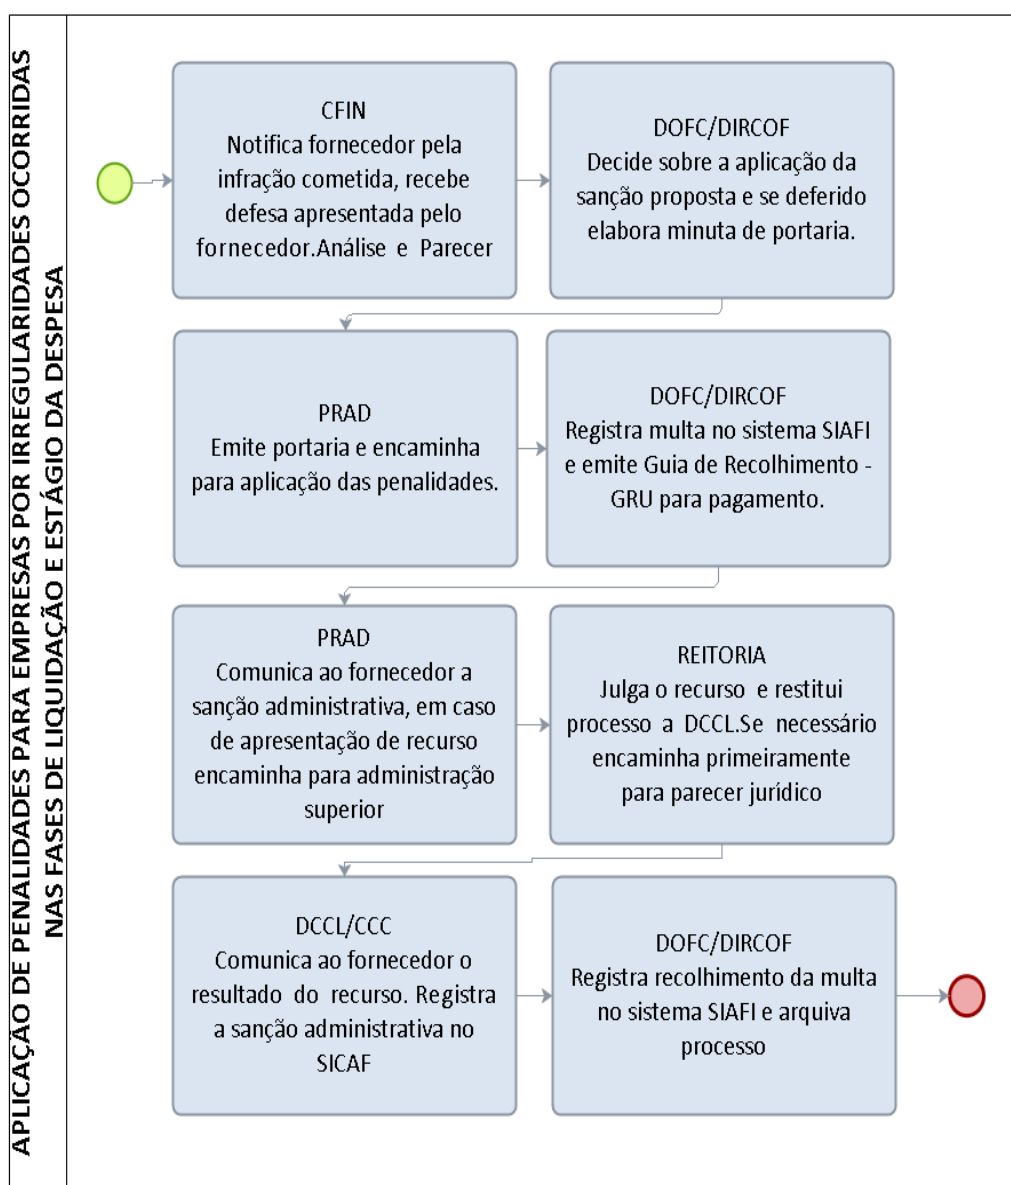 APLICAÇÃO DE PENALIDADES PARA EMPRESAS POR IRREGULARIDADES OCORRIDAS
NAS FASES DE LIQUIDAÇÃO E ESTÁGIO DA DESPESA
CFIN
Notifica fornecedor pela
infração cometida, recebe
defesa apresentada pelo
fornecedor.Análise e Parecer
DOFC/DIRCOF
Decide sobre a aplicação da
sanção proposta e se deferido
elabora minuta de portaria.
PRAD
Emite portaria e encaminha
para aplicação das penalidades.
DOFC/DIRCOF
Registra multa no sistema SIAFI
e emite Guia de Recolhimento -
GRU para pagamento.
PRAD
Comunica ao fornecedor a
sanção administrativa, em caso
de apresentação de recurso
encaminha para administração
superior
REITORIA
Julga o recurso e restitui
processo a DCCL.Se necessário
encaminha primeiramente
para parecer jurídico
DCCL/CCC
Comunica ao fornecedor o
resultado do recurso. Registra
a sanção administrativa no
SICAF
DOFC/DIRCOF
Registra recolhimento da multa
no sistema SIAFI e arquiva
processo